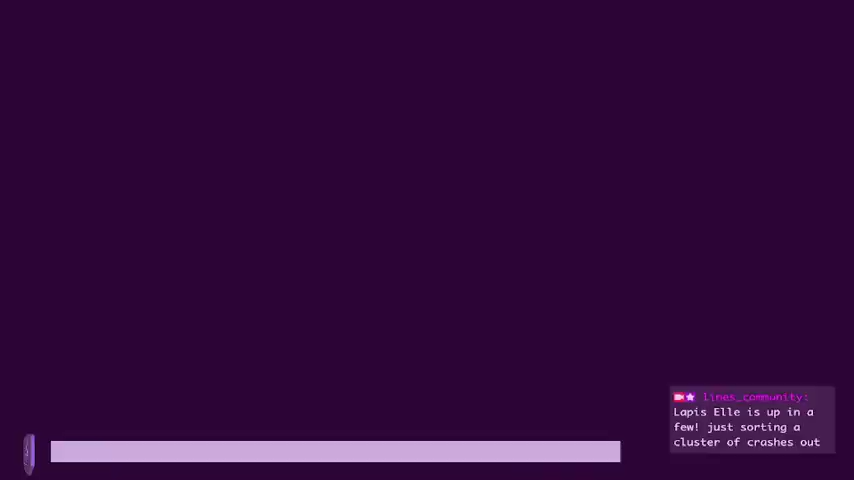 lines_community:
Lapis Elle is up in a
few! just sorting a
cluster of crashes out